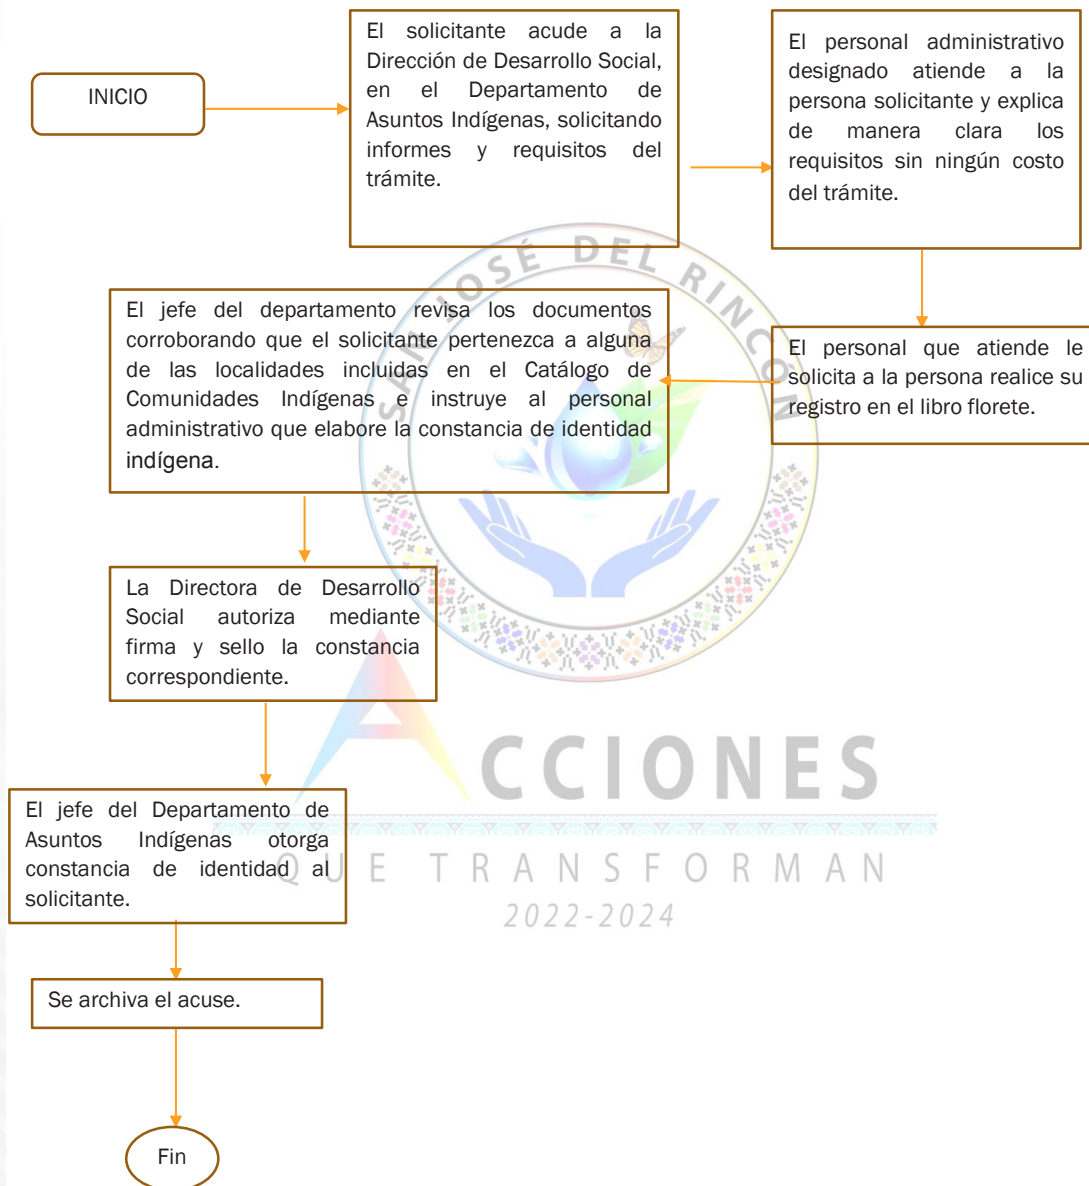 INICIO
El solicitante acude a la
Dirección de Desarrollo Social,
en el Departamento de
Asuntos Indígenas, solicitando
informes y requisitos del
trámite.
El personal administrativo
designado atiende a la
persona solicitante y explica
de manera clara los
requisitos sin ningún costo
del trámite.
El personal que atiende le
solicita a la persona realice su
registro en el libro florete.
El jefe del departamento revisa los documentos
corroborando que el solicitante pertenezca a alguna
de las localidades incluidas en el Catálogo de
Comunidades Indígenas e instruye al personal
administrativo que elabore la constancia de identidad
indígena.
La Directora de Desarrollo
Social autoriza mediante
firma y sello la constancia
correspondiente.
El jefe del Departamento de
Asuntos Indígenas otorga
constancia de identidad al
solicitante.
Se archiva el acuse.
Fin
SAN JOSÉ DEL RINCÓN
ACCIONES
QUE TRANSFORMAN
2022-2024